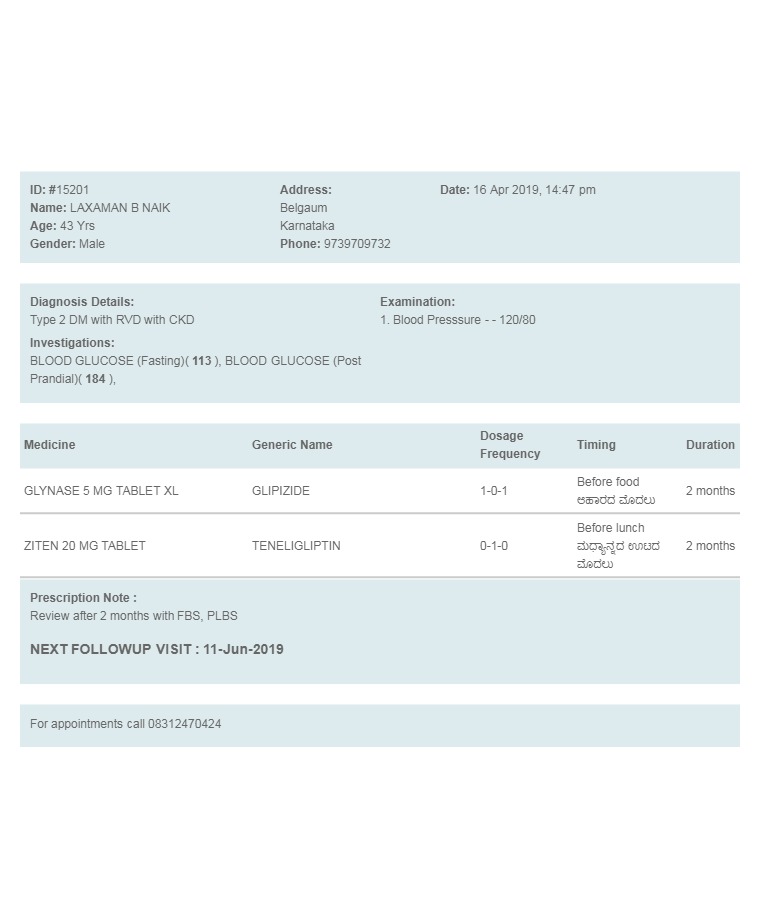 ID: #15201
Name: LAXAMAN B NAIK
Age: 43 Yrs
Gender: Male
Address:
Belgaum
Karnataka
Phone: 9739709732
Date: 16 Apr 2019, 14:47 pm
Diagnosis Details:
Type 2 DM with RVD with CKD
Investigations:
BLOOD GLUCOSE (Fasting)( 113 ), BLOOD GLUCOSE (Post
Prandial)( 184 ),
Examination:
1. Blood Presssure - - 120/80
Medicine Generic Name Dosage Frequency Timing Duration
GLYNASE 5 MG TABLET XL GLIPIZIDE 1-0-1 Before food 2 months
ಆಹಾರದ ಮೊದಲು
ZITEN 20 MG TABLET TENELIGLIPTIN 0-1-0 Before lunch 2 months
ಮಧ್ಯಾನ್ನದ ಊಟದ
ಮೊದಲು
Prescription Note :
Review after 2 months with FBS, PLBS
NEXT FOLLOWUP VISIT : 11-Jun-2019
For appointments call 08312470424